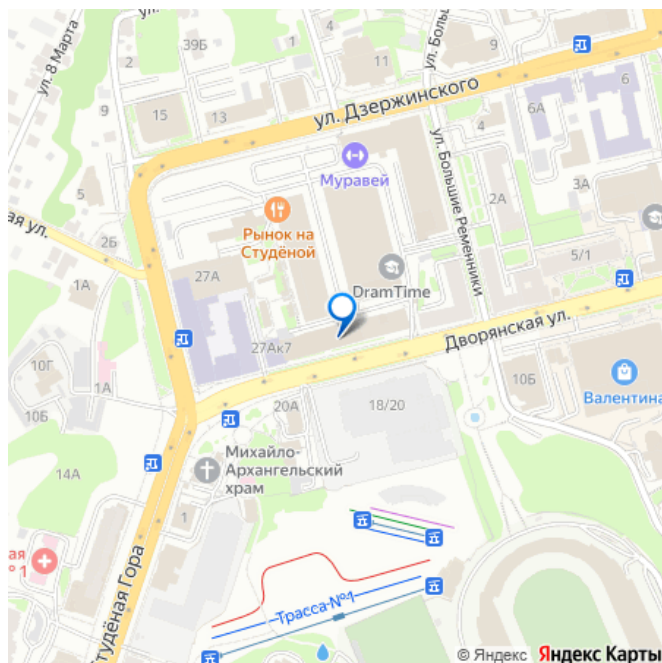 ул. 8 Марта
39Б
2
1
4
11
ул. Боль
9
ул. Дзержинского
15
13
9
6А
6
4
Муравей
5
2А
3А
Рынок на
Студёной
ул. Большие Ременники
ая ул.
2Б
27А
5/1
1А
DramTime
27Ак7
Дворянская ул.
10Г
1А
10Б
20А
18/20
10Б
Валентина
14А
Михайло-
Архангельский
храм
1
ая
№ 1
Студёная Гора
Трасса №1
© Яндекс Яндекс Карты